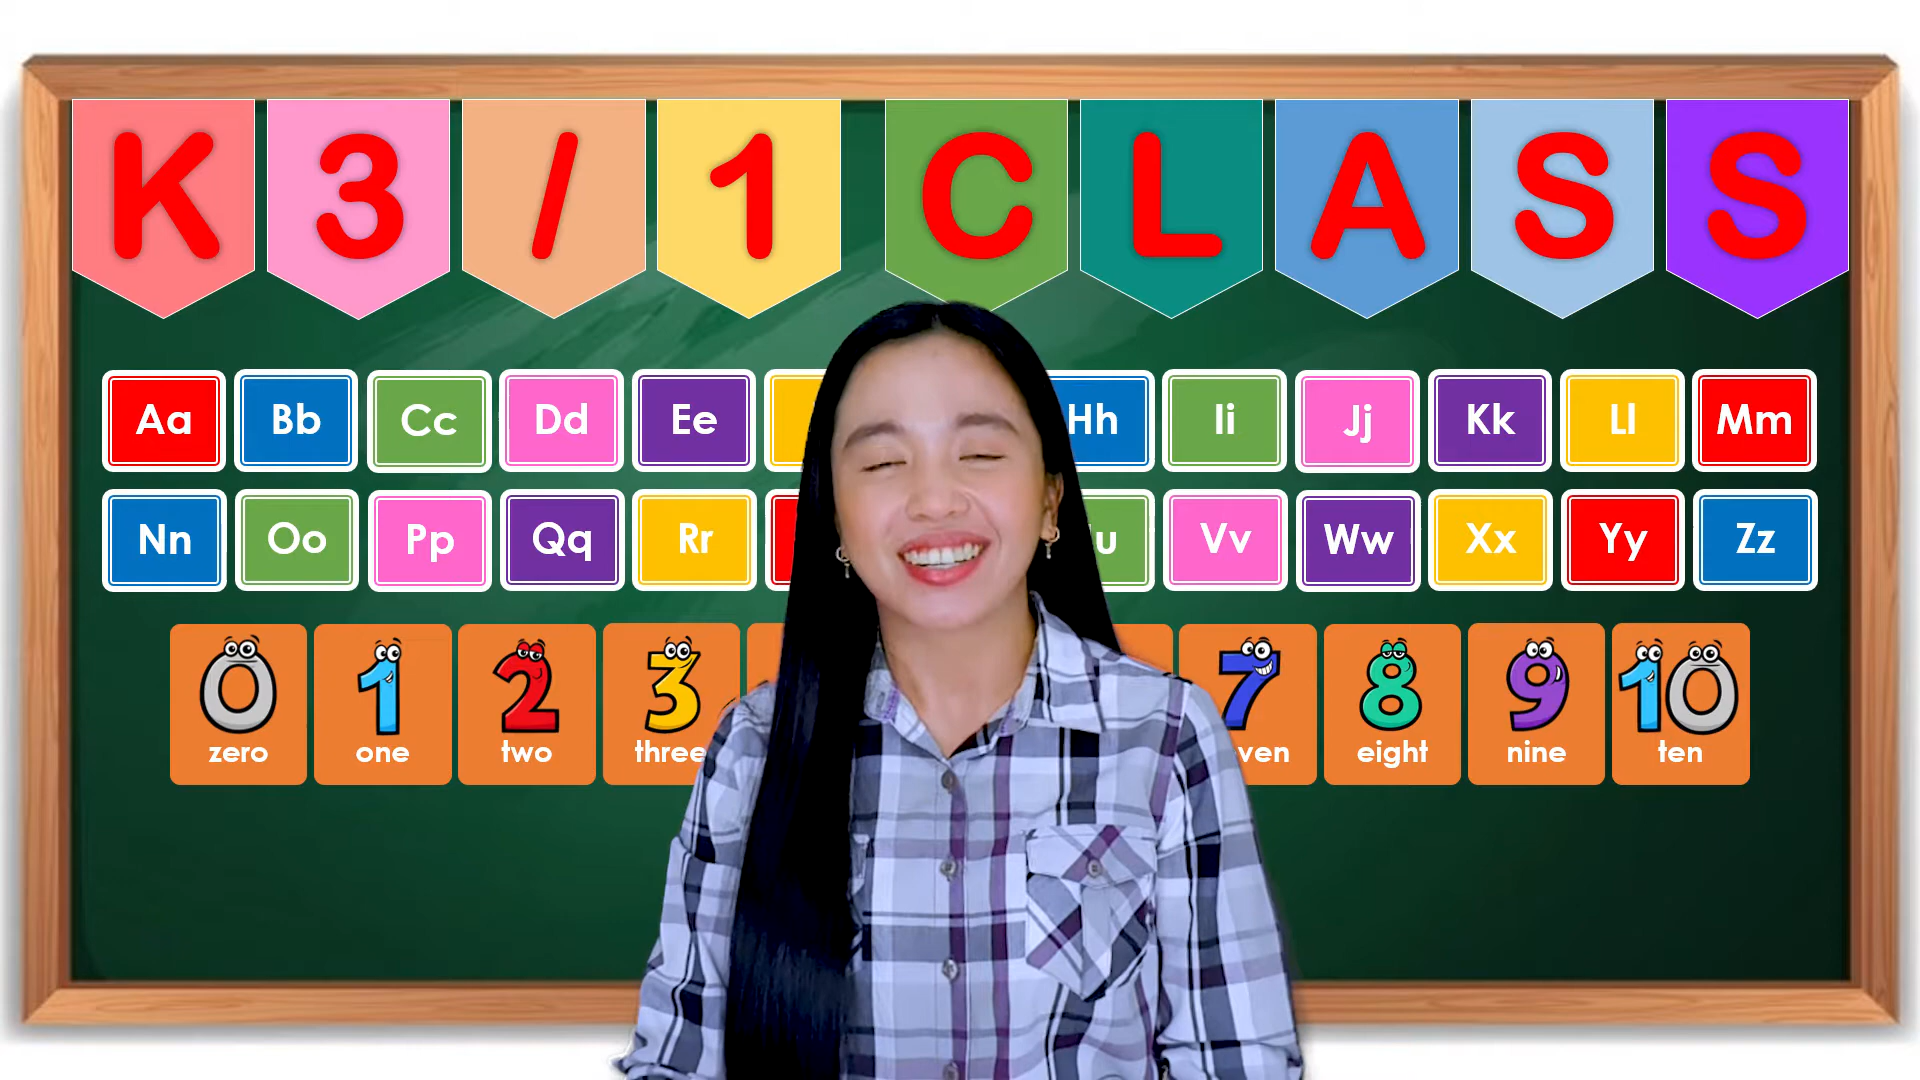 K3/1 CLASS
Aa Bb Cc Dd Ee Hh Ii Jj Kk Ll Mm
Nn Oo Pp Qq Rr Vv Ww Xx Yy Zz
0 1 2 3 7 8 9 10
zero one two three eight nine ten